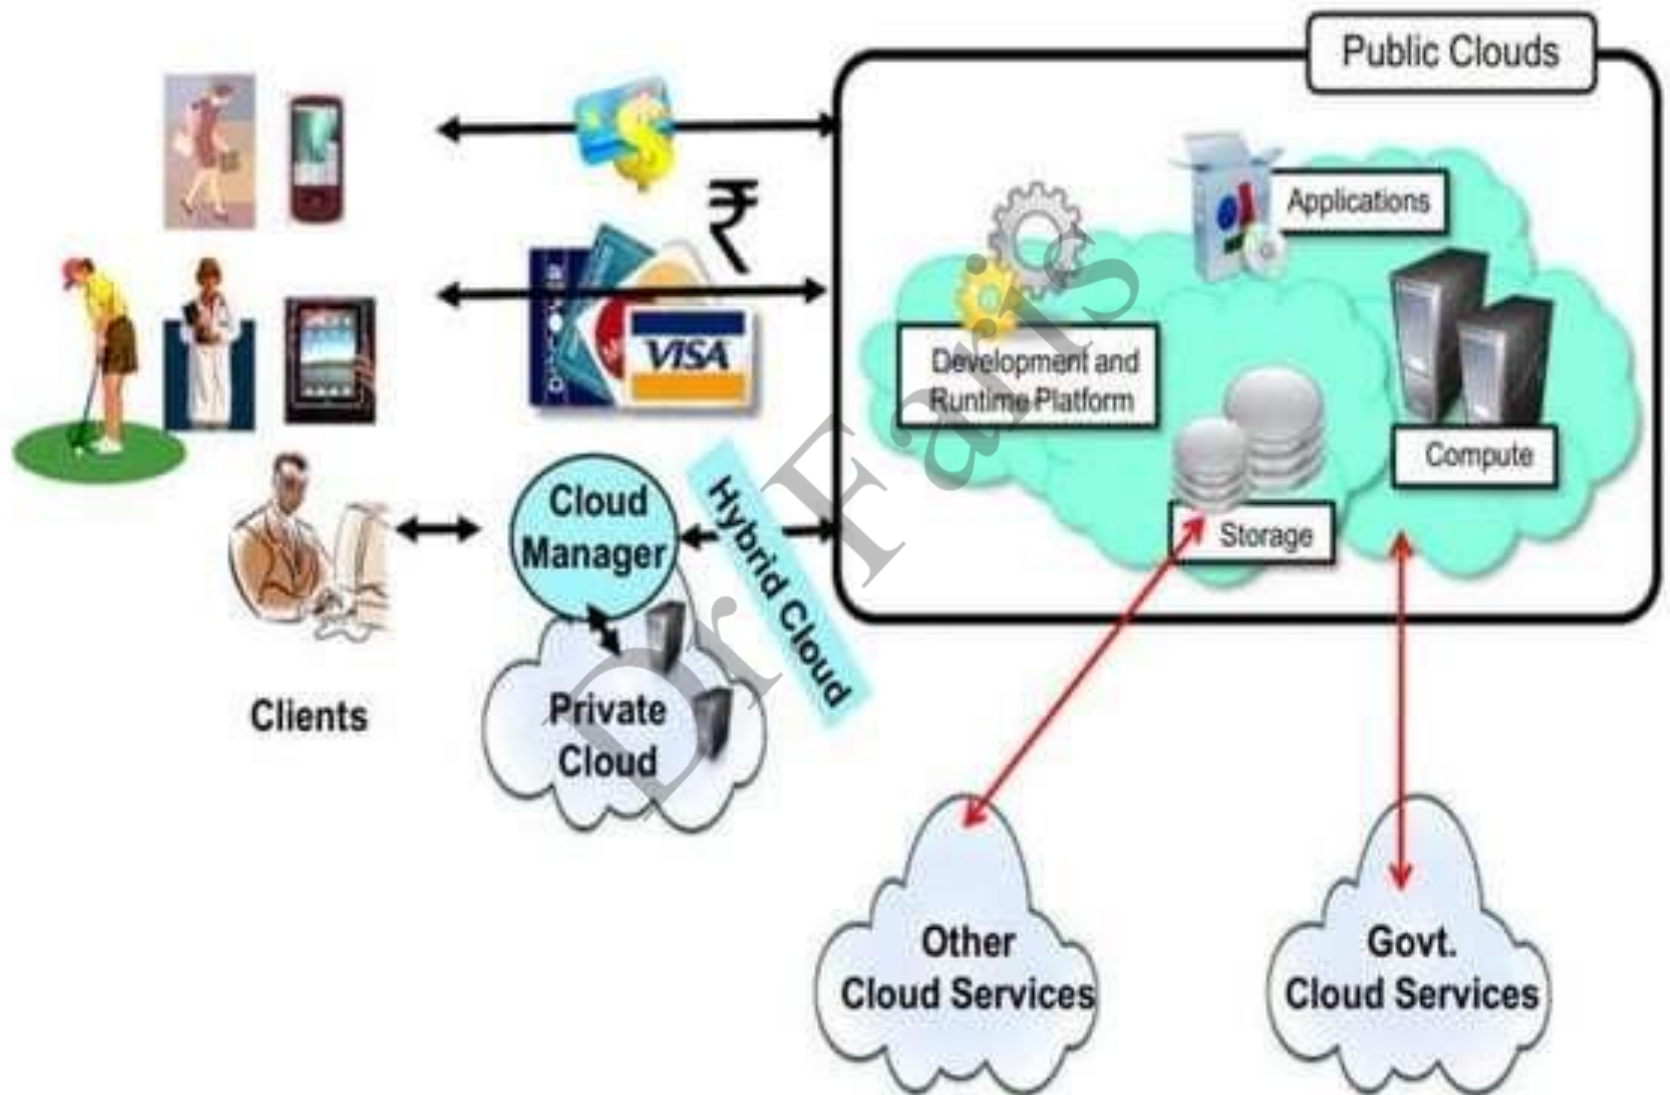 Public Clouds
Applications
₹
Development and
Runtime Platform
VISA
Compute
Cloud
Manager
Hybrid Cloud
Storage
Clients
Private
Cloud
Other
Cloud Services
Govt.
Cloud Services
Dr Faris